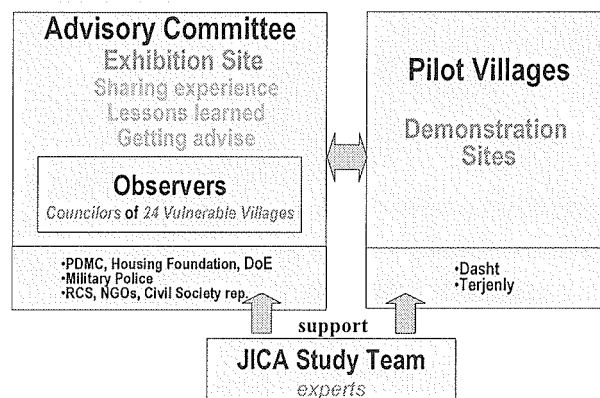 Advisory Committee
Exhibition Site
Sharing experience
Lessons learned
Getting advise
Observers
Councilors of 24 Vulnerable Villages
•PDMC, Housing Foundation, DoE
•Military Police
•RCS, NGOs, Civil Society rep.
Pilot Villages
Demonstration
Sites
•Dasht
•Terjenly
support
JICA Study Team
experts